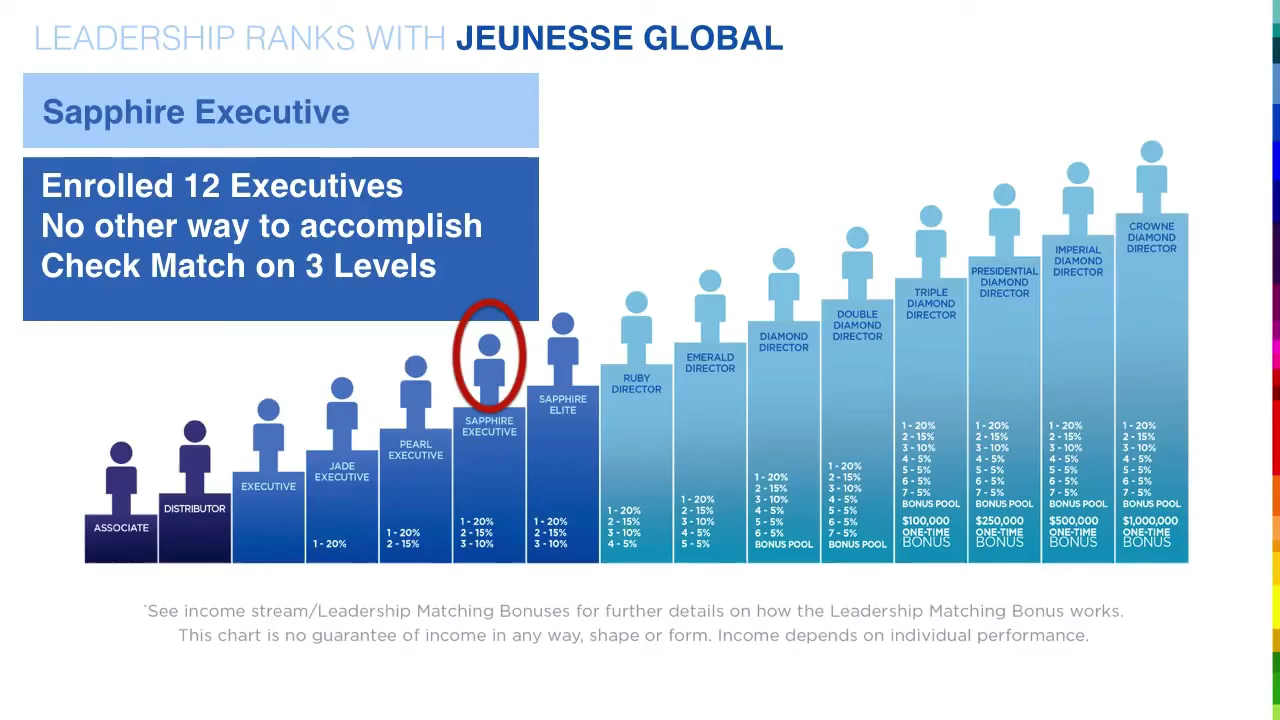 LEADERSHIP RANKS WITH JEUNESSE GLOBAL
Sapphire Executive
Enrolled 12 Executives
No other way to accomplish
Check Match on 3 Levels
ASSOCIATE
DISTRIBUTOR
EXECUTIVE
JADE
EXECUTIVE
1 - 20%
PEARL
EXECUTIVE
1 - 20%
2 - 15%
SAPPHIRE
EXECUTIVE
1 - 20%
2 - 15%
3 - 10%
SAPPHIRE
ELITE
1 - 20%
2 - 15%
3 - 10%
RUBY
DIRECTOR
1 - 20%
2 - 15%
3 - 10%
4 - 5%
EMERALD
DIRECTOR
1 - 20%
2 - 15%
3 - 10%
4 - 5%
5 - 5%
DIAMOND
DIRECTOR
1 - 20%
2 - 15%
3 - 10%
4 - 5%
5 - 5%
6 - 5%
BONUS POOL
DOUBLE
DIAMOND
DIRECTOR
1 - 20%
2 - 15%
3 - 10%
4 - 5%
5 - 5%
6 - 5%
7 - 5%
BONUS POOL
TRIPLE
DIAMOND
DIRECTOR
1 - 20%
2 - 15%
3 - 10%
4 - 5%
5 - 5%
6 - 5%
7 - 5%
BONUS POOL
$100,000
ONE-TIME
BONUS
PRESIDENTIAL
DIAMOND
DIRECTOR
1 - 20%
2 - 15%
3 - 10%
4 - 5%
5 - 5%
6 - 5%
7 - 5%
BONUS POOL
$250,000
ONE-TIME
BONUS
IMPERIAL
DIAMOND
DIRECTOR
1 - 20%
2 - 15%
3 - 10%
4 - 5%
5 - 5%
6 - 5%
7 - 5%
BONUS POOL
$500,000
ONE-TIME
BONUS
CROWNE
DIAMOND
DIRECTOR
1 - 20%
2 - 15%
3 - 10%
4 - 5%
5 - 5%
6 - 5%
7 - 5%
BONUS POOL
$1,000,000
ONE-TIME
BONUS
*See income stream/Leadership Matching Bonuses for further details on how the Leadership Matching Bonus works.
This chart is no guarantee of income in any way, shape or form. Income depends on individual performance.